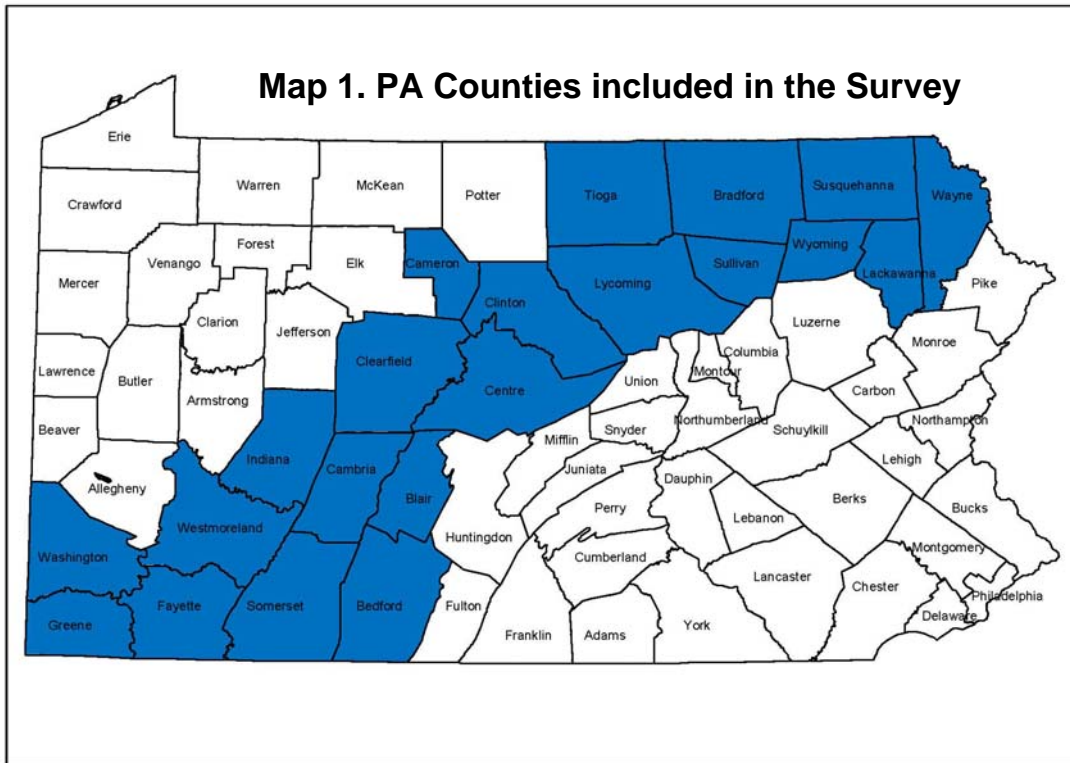 Map 1. PA Counties included in the Survey
Erie
Warren
McKean
Potter
Tioga
Bradford
Susquehanna
Wayne
Crawford
Forest
Venango
Elk
Cameron
Clinton
Lycoming
Sullivan
Wyoming
Lackawanna
Pike
Mercer
Clarion
Jefferson
Luzerne
Monroe
Clearfield
Columbia
Montour
Lawrence
Butler
Armstrong
Centre
Union
Carbon
Northumberland
Northampton
Beaver
Snyder
Schuylkill
Mifflin
Indiana
Cambria
Juniata
Lehigh
Allegheny
Blair
Dauphin
Berks
Bucks
Perry
Lebanon
Westmoreland
Huntingdon
Montgomery
Washington
Cumberland
Lancaster
Chester
Philadelphia
Fayette
Somerset
Bedford
Fulton
Delaware
Greene
Franklin
Adams
York